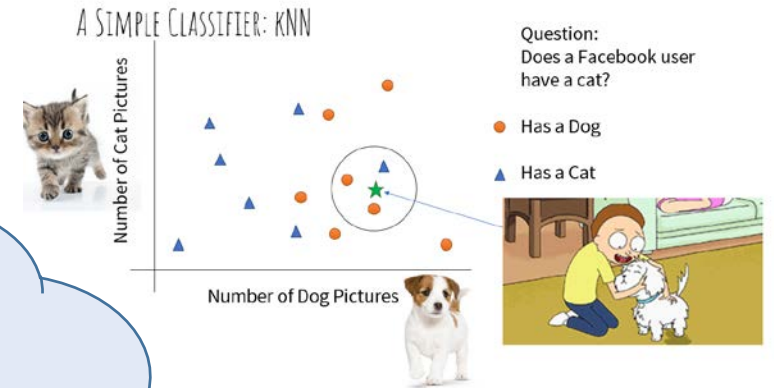 A SIMPLE CLASSIFIER: KNN
Number of Cat Pictures
Number of Dog Pictures
Question:
Does a Facebook user
have a cat?
Has a Dog
Has a Cat